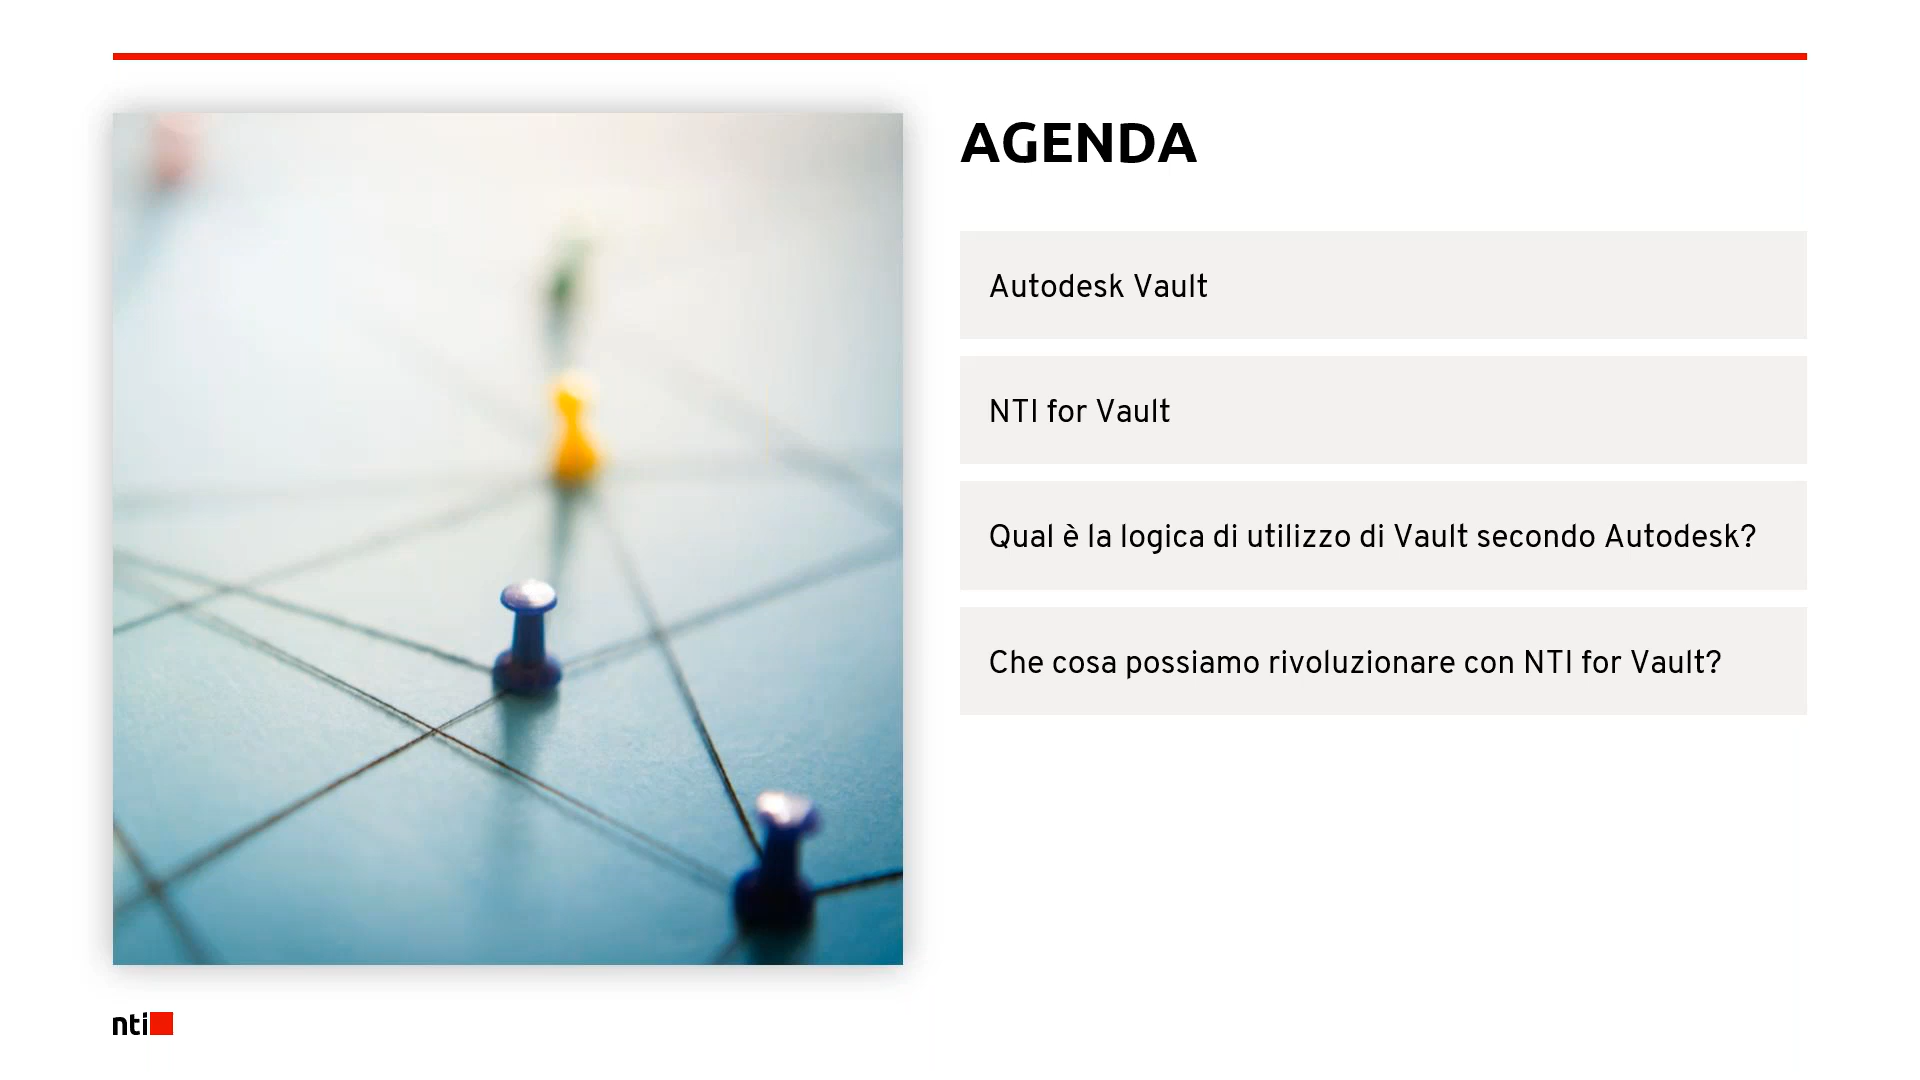 AGENDA
Autodesk Vault
NTI for Vault
Qual è la logica di utilizzo di Vault secondo Autodesk?
Che cosa possiamo rivoluzionare con NTI for Vault?
nti